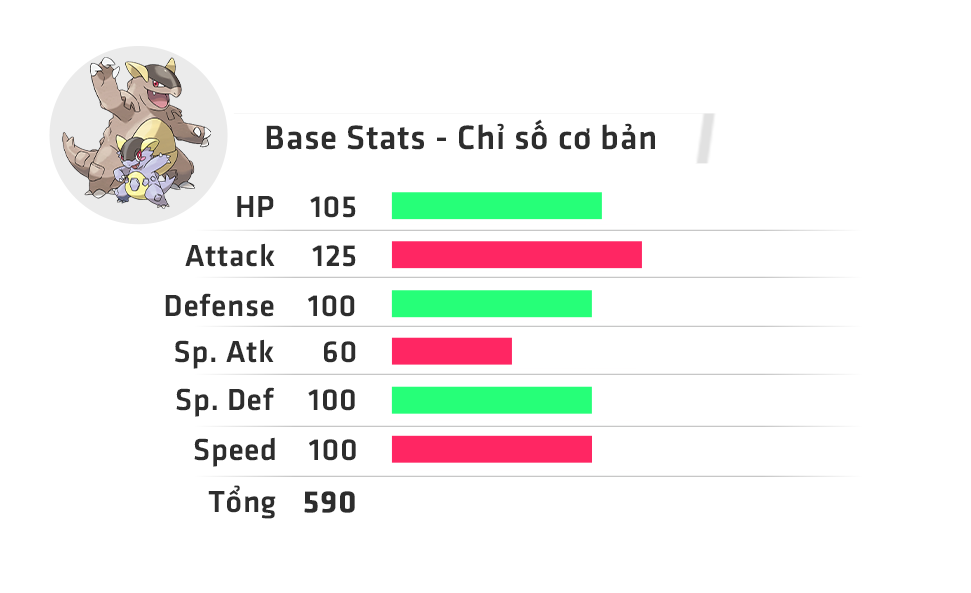 Base Stats - Chỉ số cơ bản
HP 105
Attack 125
Defense 100
Sp. Atk 60
Sp. Def 100
Speed 100
Tổng 590